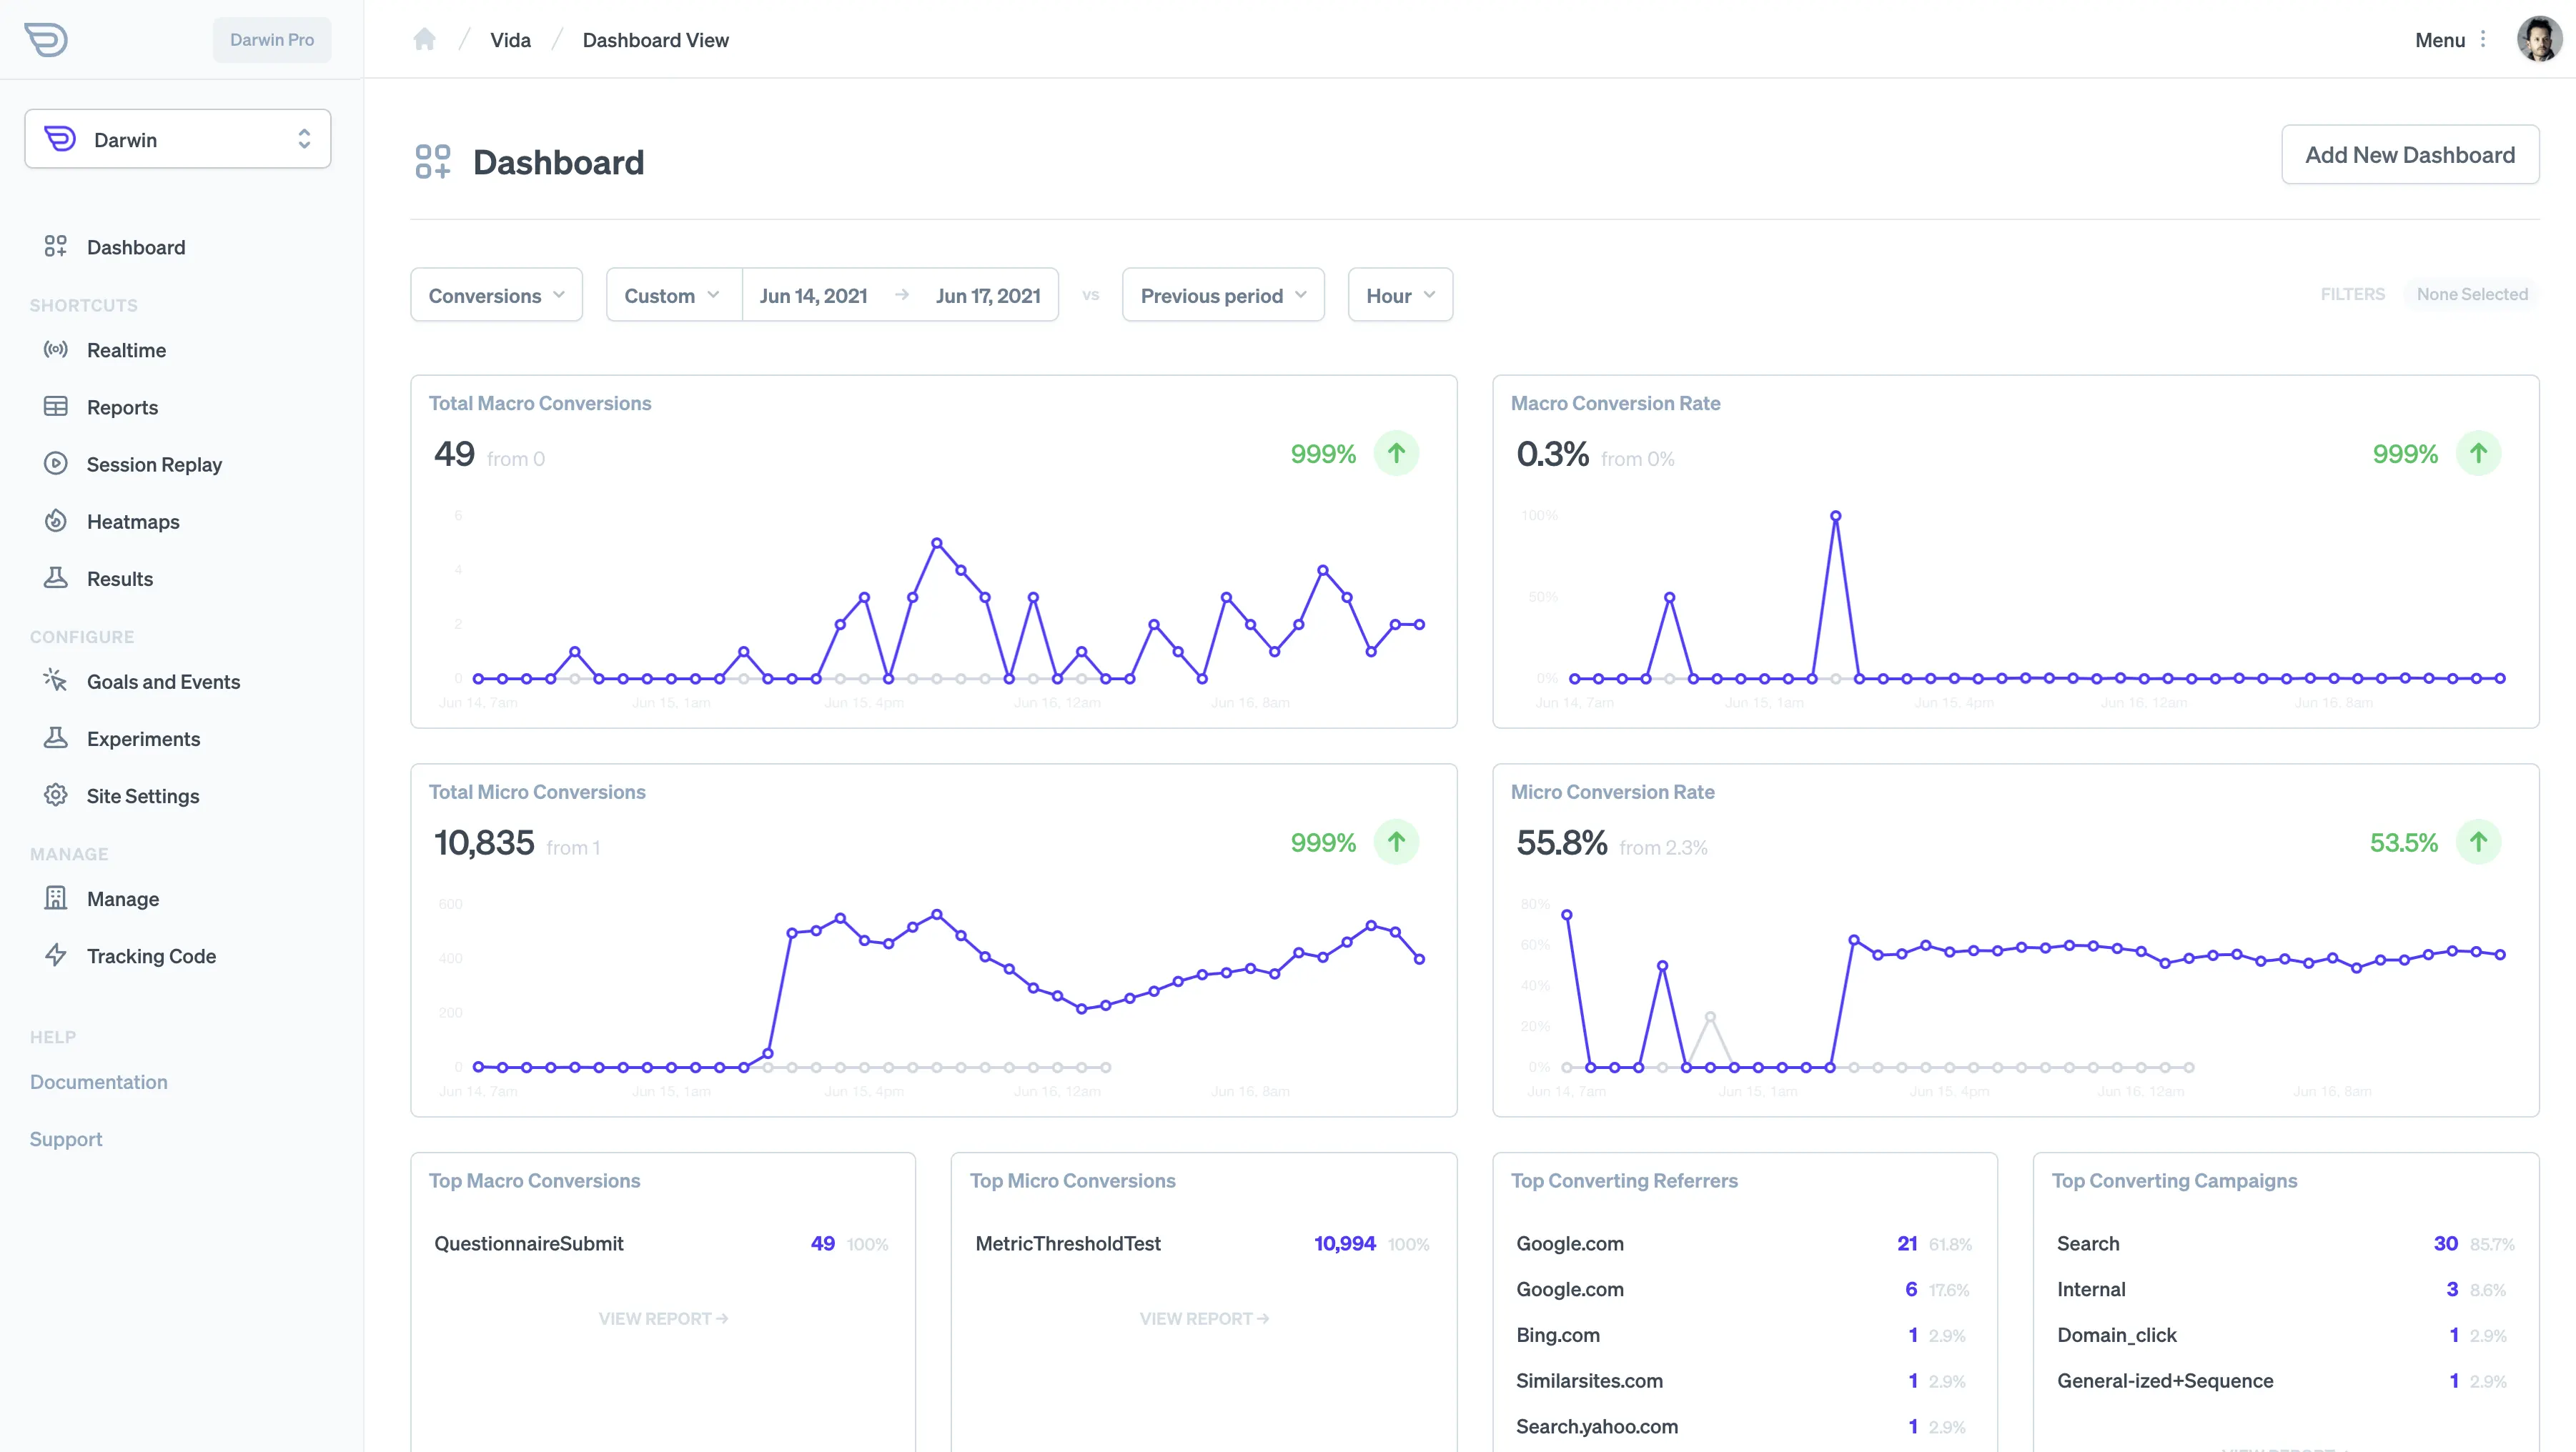 Darwin Pro
Vida
Dashboard View
Menu
Darwin
Dashboard
SHORTCUTS
Realtime
Reports
Session Replay
Heatmaps
Results
CONFIGURE
Goals and Events
Experiments
Site Settings
MANAGE
Manage
Tracking Code
HELP
Documentation
Support
Dashboard
Add New Dashboard
Conversions
Custom
Jun 14, 2021 → Jun 17, 2021
vs
Previous period
Hour
FILTERS
None Selected
Total Macro Conversions
49 from 0
999%
6
4
2
0
Jun 14, 7am
Jun 15, 1am
Jun 15, 4pm
Jun 16, 12am
Jun 16, 8am
Macro Conversion Rate
0.3% from 0%
999%
100%
50%
0%
Jun 14, 7am
Jun 15, 1am
Jun 15, 4pm
Jun 16, 12am
Jun 16, 8am
Total Micro Conversions
10,835 from 1
999%
600
400
200
0
Jun 14, 7am
Jun 15, 1am
Jun 15, 4pm
Jun 16, 12am
Jun 16, 8am
Micro Conversion Rate
55.8% from 2.3%
53.5%
80%
60%
40%
20%
0%
Jun 14, 7am
Jun 15, 1am
Jun 15, 4pm
Jun 16, 12am
Jun 16, 8am
Top Macro Conversions
QuestionnaireSubmit 49 100%
VIEW REPORT →
Top Micro Conversions
MetricThresholdTest 10,994 100%
VIEW REPORT →
Top Converting Referrers
Google.com 21 61.8%
Google.com 6 17.6%
Bing.com 1 2.9%
Similarsites.com 1 2.9%
Search.yahoo.com 1 2.9%
Top Converting Campaigns
Search 30 85.7%
Internal 3 8.6%
Domain_click 1 2.9%
General-ized+Sequence 1 2.9%